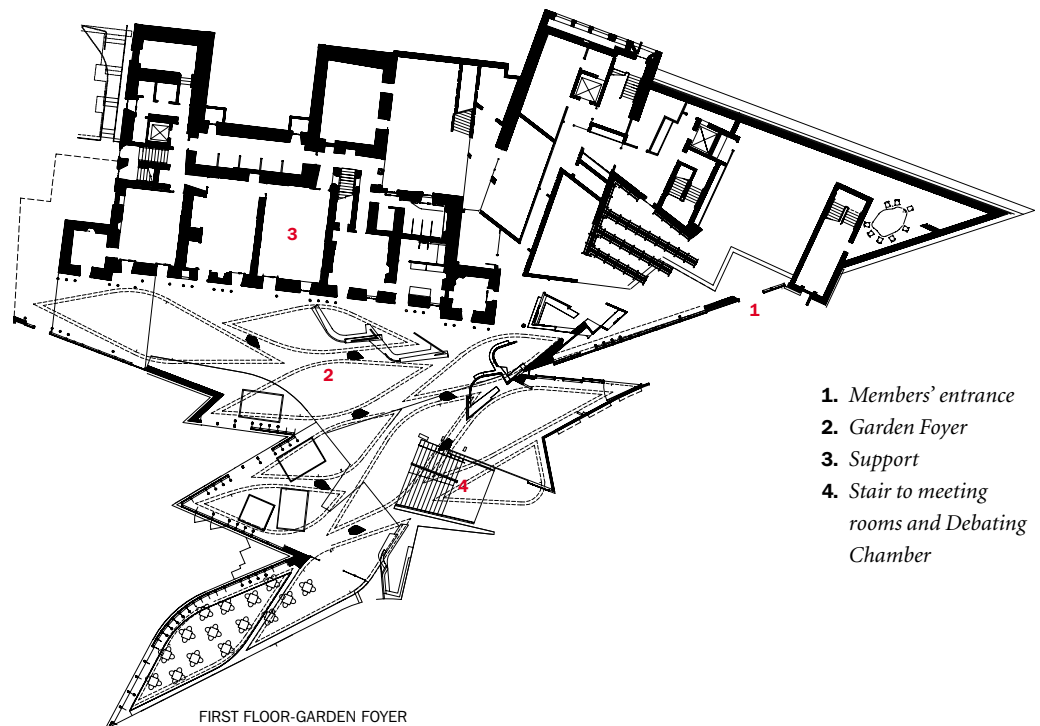 3
1
2
4
1. Members’ entrance
2. Garden Foyer
3. Support
4. Stair to meeting
rooms and Debating
Chamber
FIRST FLOOR-GARDEN FOYER